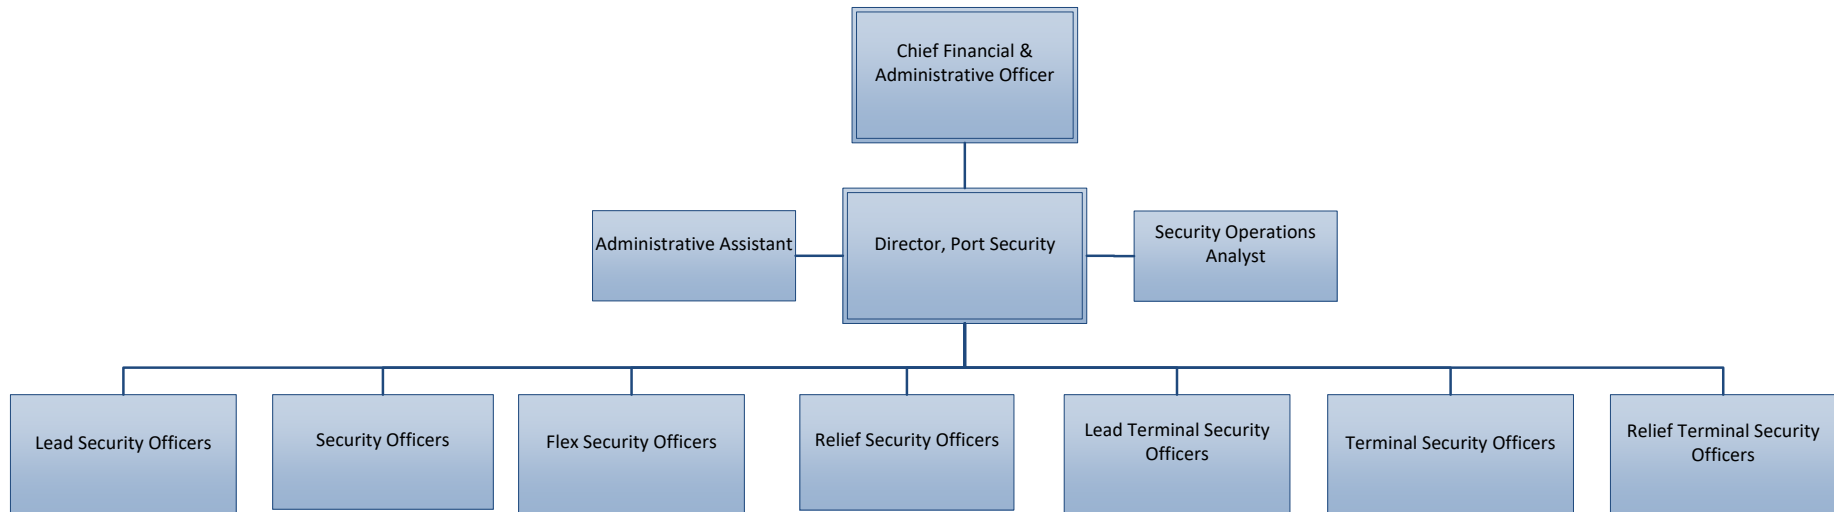 Chief Financial &
Administrative Officer
Administrative Assistant
Director, Port Security
Security Operations
Analyst
Lead Security Officers
Security Officers
Flex Security Officers
Relief Security Officers
Lead Terminal Security
Officers
Terminal Security Officers
Relief Terminal Security
Officers